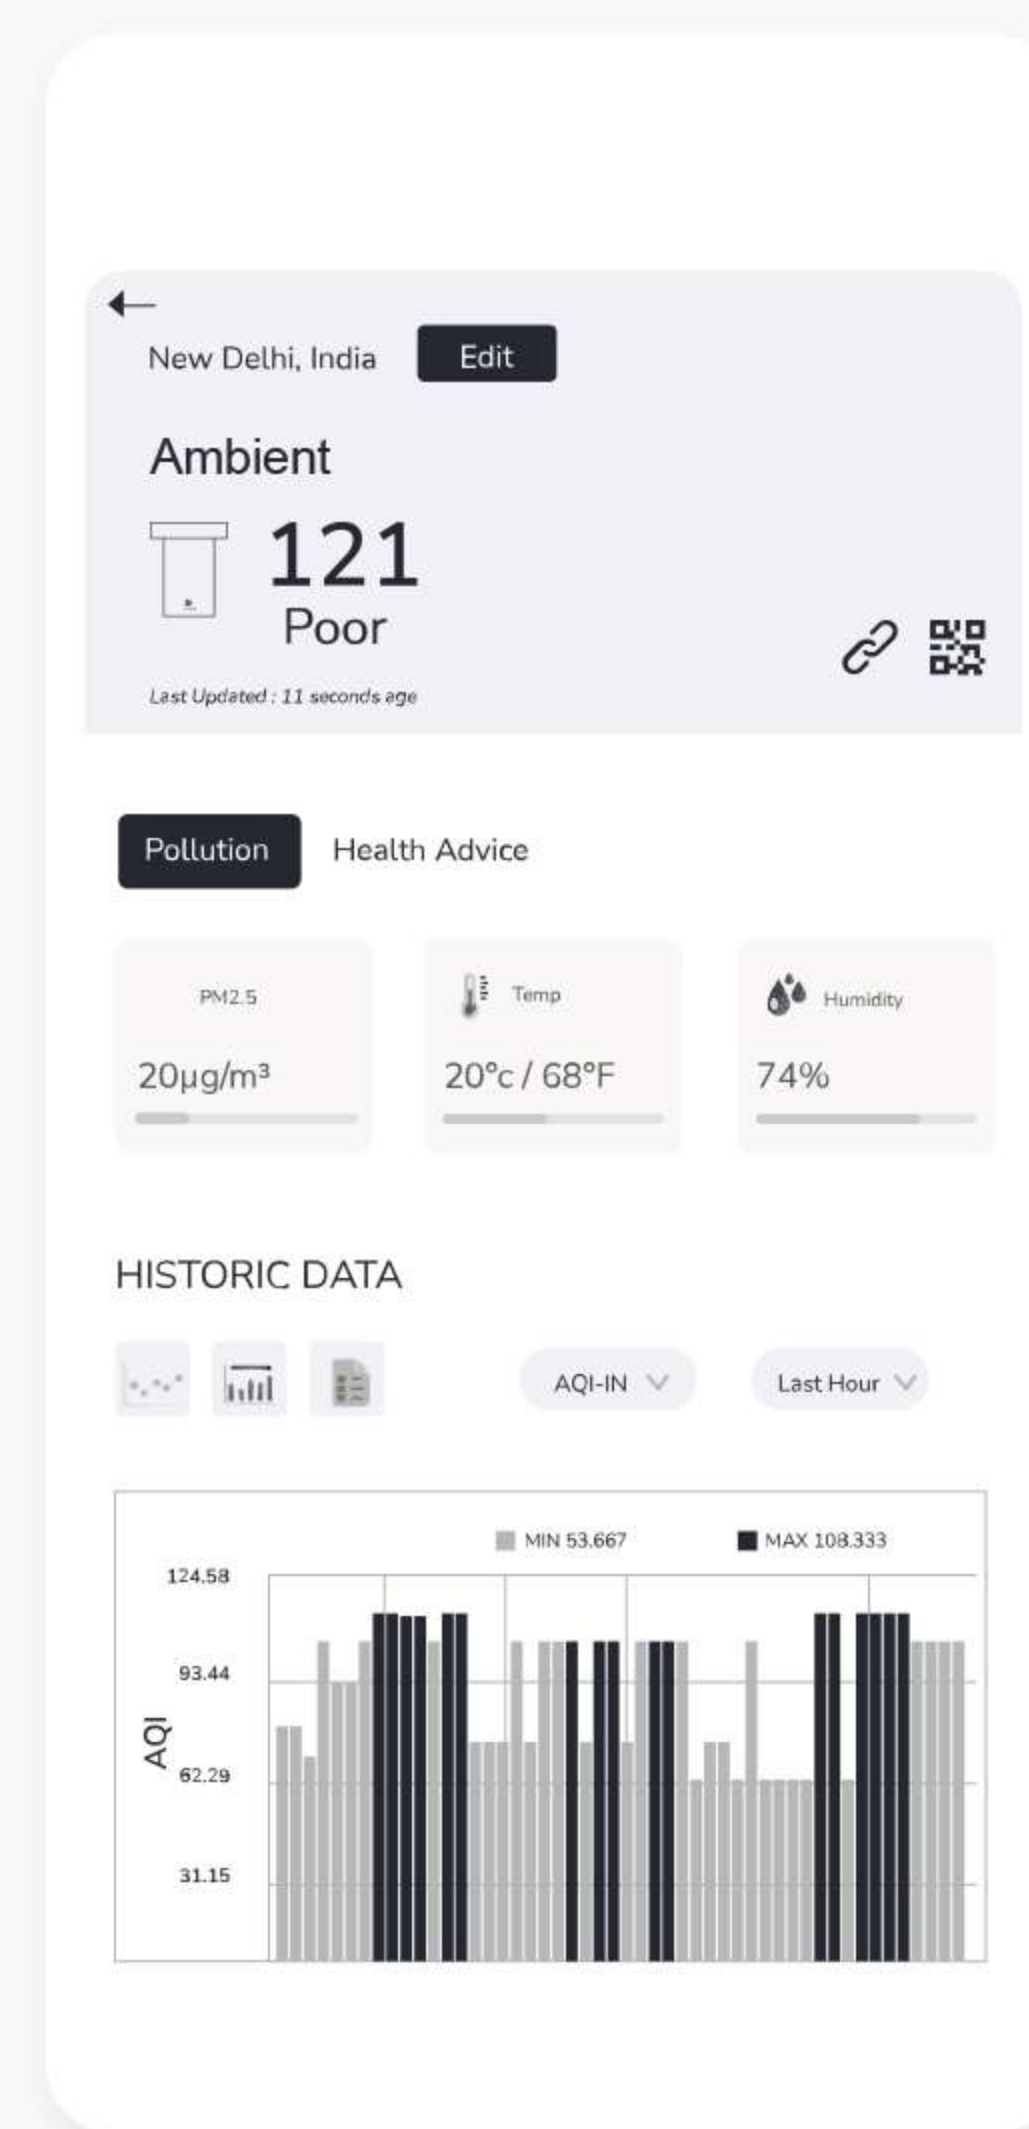 New Delhi, India
Edit
Ambient
121
Poor
Last Updated : 11 seconds age
Pollution
Health Advice
PM2.5
Temp
Humidity
20µg/m³
20°c / 68°F
74%
HISTORIC DATA
AQI-IN
Last Hour
MIN 53.667
MAX 108.333
124.58
93.44
62.29
31.15
AQI